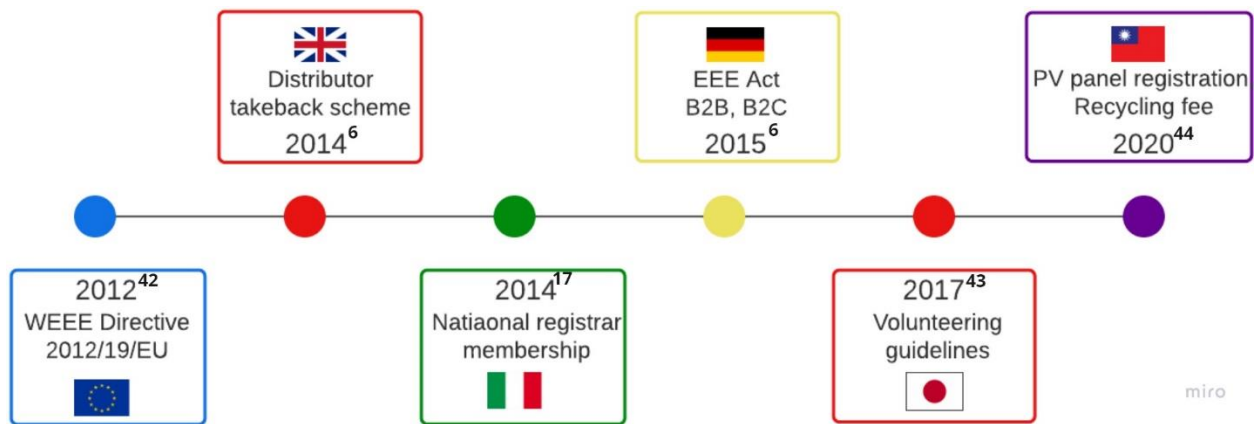 Distributor
takeback scheme
2014⁶
EEE Act
B2B, B2C
2015⁶
PV panel registration
Recycling fee
2020⁴⁴
2012⁴²
WEEE Directive
2012/19/EU
2014¹⁷
Natiaonal registrar
membership
2017⁴³
Volunteering
guidelines
miro